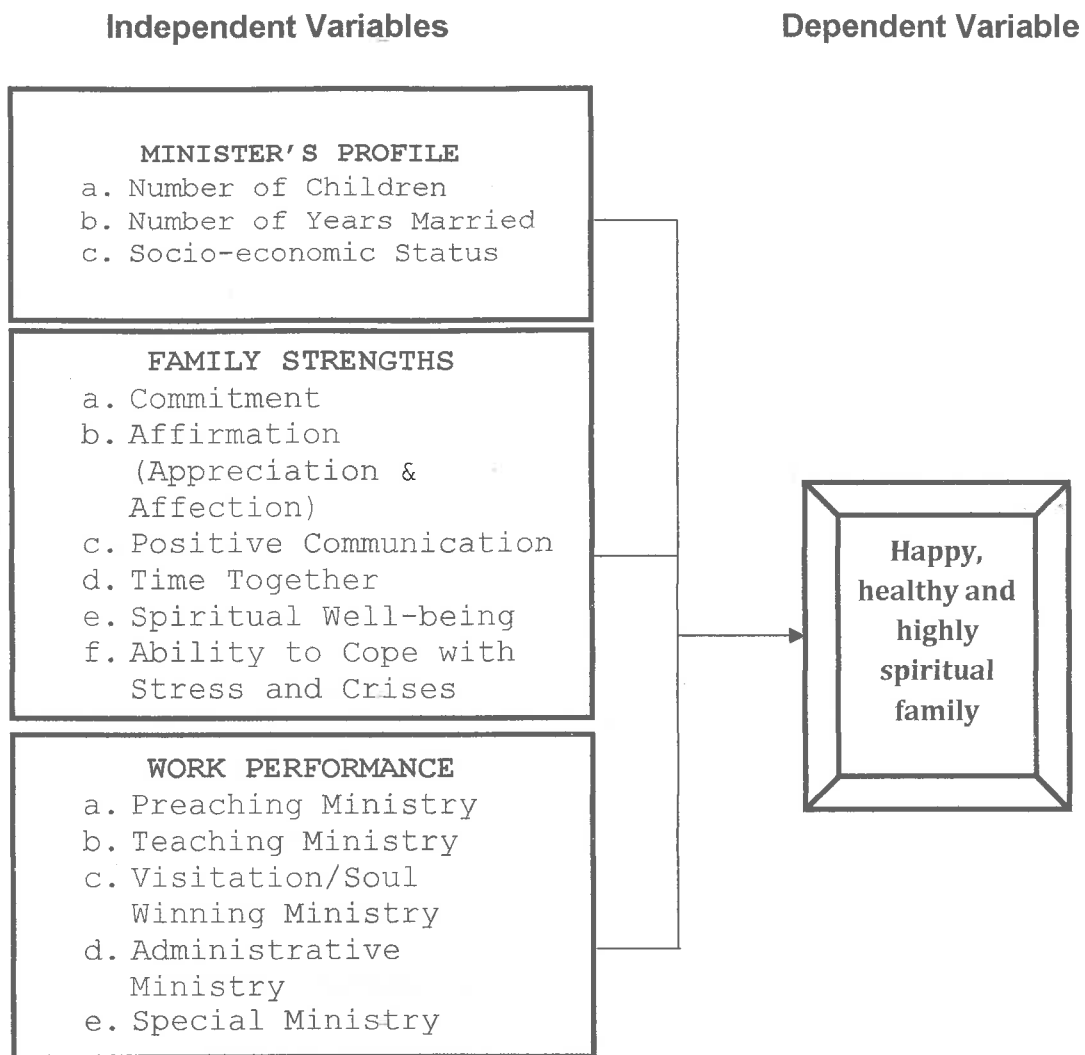 Independent Variables
Dependent Variable
MINISTER'S PROFILE
a. Number of Children
b. Number of Years Married
c. Socio-economic Status
FAMILY STRENGTHS
a. Commitment
b. Affirmation
(Appreciation &
Affection)
c. Positive Communication
d. Time Together
e. Spiritual Well-being
f. Ability to Cope with
Stress and Crises
WORK PERFORMANCE
a. Preaching Ministry
b. Teaching Ministry
c. Visitation/Soul
Winning Ministry
d. Administrative
Ministry
e. Special Ministry
Happy,
healthy and
highly
spiritual
family